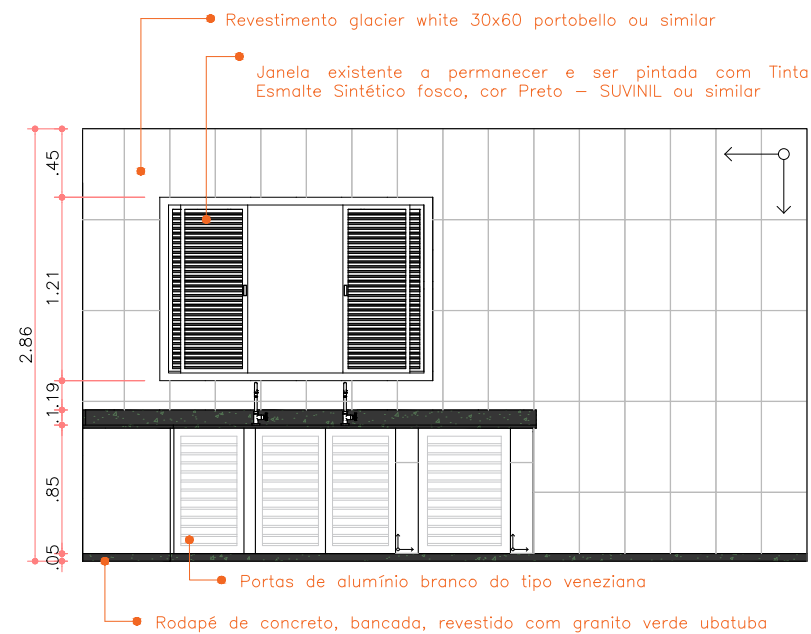 Revestimento glacier white 30x60 portobello ou similar
Janela existente a permanecer e ser pintada com Tinta
Esmalte Sintético fosco, cor Preto – SUVINIL ou similar
.45
1.21
2.86
.19
.1
.85
.05
Portas de alumínio branco do tipo veneziana
Rodapé de concreto, bancada, revestido com granito verde ubatuba